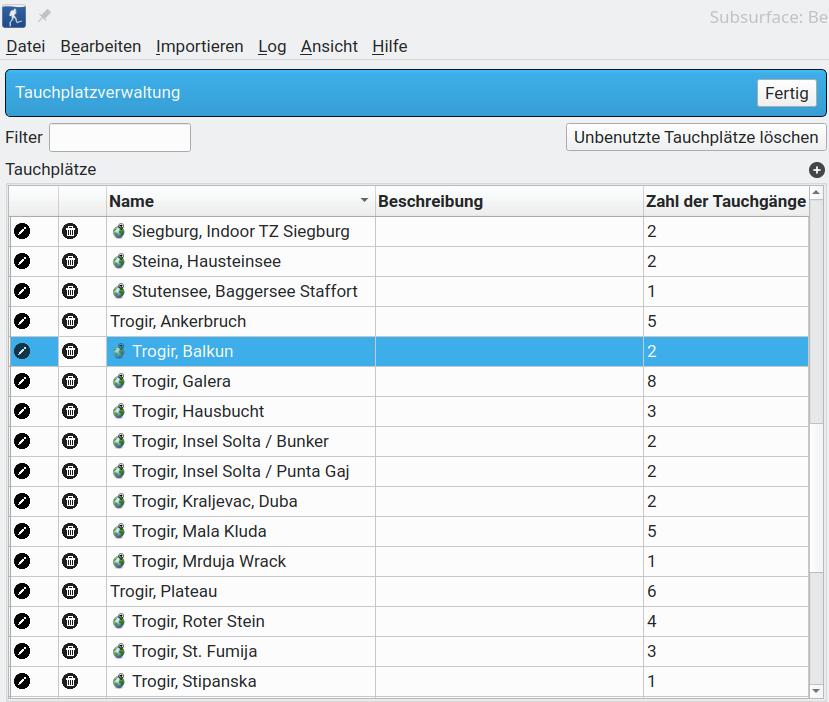 Subsurface: Be
Datei Bearbeiten Importieren Log Ansicht Hilfe
Tauchplatzverwaltung Fertig
Filter Unbenutzte Tauchplätze löschen
Tauchplätze
Name Beschreibung Zahl der Tauchgänge
Siegburg, Indoor TZ Siegburg 2
Steina, Hausteinsee 2
Stutensee, Baggersee Staffort 1
Trogir, Ankerbruch 5
Trogir, Balkun 2
Trogir, Galera 8
Trogir, Hausbucht 3
Trogir, Insel Solta / Bunker 2
Trogir, Insel Solta / Punta Gaj 2
Trogir, Kraljevac, Duba 2
Trogir, Mala Kluda 5
Trogir, Mrduja Wrack 1
Trogir, Plateau 6
Trogir, Roter Stein 4
Trogir, St. Fumija 3
Trogir, Stipanska 1